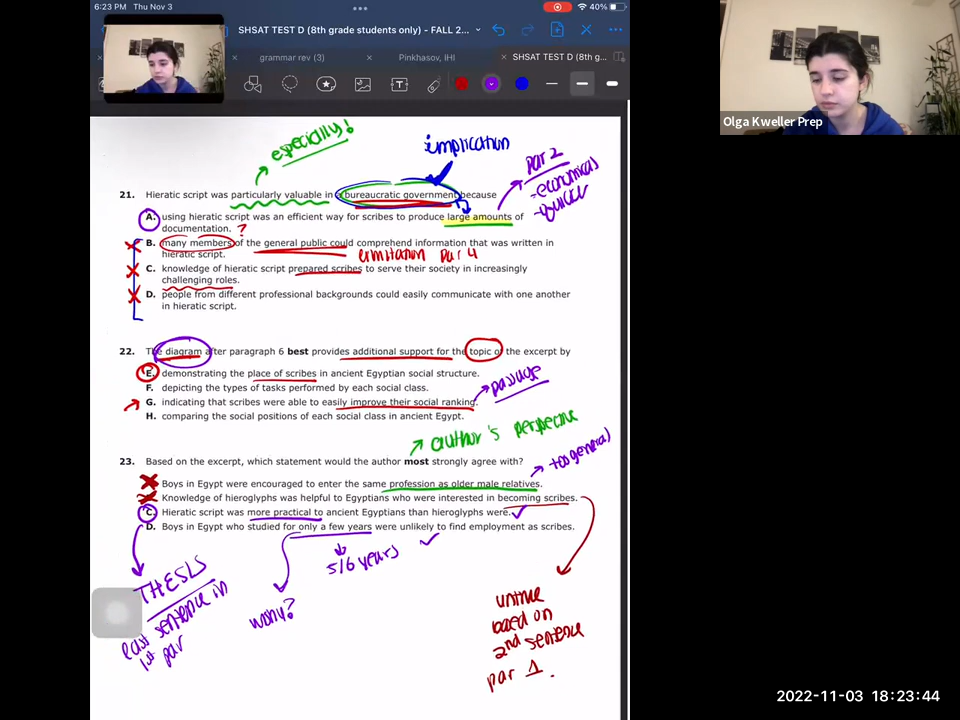 6:23 PM Thu Nov 3
40%
SHSAT TEST D (8th grade students only) - FALL 2...
grammar rev (3)
Pinkhasov, IHI
SHSAT TEST D (8th g...
especially!
implication
par 2
-economical
-quicker
21. Hieratic script was particularly valuable in a bureaucratic government because
A. using hieratic script was an efficient way for scribes to produce large amounts of
documentation. ?
B. many members of the general public could comprehend information that was written in
hieratic script.
par 4
C. knowledge of hieratic script prepared scribes to serve their society in increasingly
challenging roles.
D. people from different professional backgrounds could easily communicate with one another
in hieratic script.
22. The diagram after paragraph 6 best provides additional support for the topic of the excerpt by
E. demonstrating the place of scribes in ancient Egyptian social structure.
F. depicting the types of tasks performed by each social class.
passage
G. indicating that scribes were able to easily improve their social ranking.
H. comparing the social positions of each social class in ancient Egypt.
author's perspective
23. Based on the excerpt, which statement would the author most strongly agree with?
too general
Boys in Egypt were encouraged to enter the same profession as older male relatives.
Knowledge of hieroglyphs was helpful to Egyptians who were interested in becoming scribes.
C. Hieratic script was more practical to ancient Egyptians than hieroglyphs were.
D. Boys in Egypt who studied for only a few years were unlikely to find employment as scribes.
5/6 years
THESIS
last sentence in
1st par
why?
untrue
based on
2nd sentence
par 1.
Olga Kweller Prep
2022-11-03 18:23:44